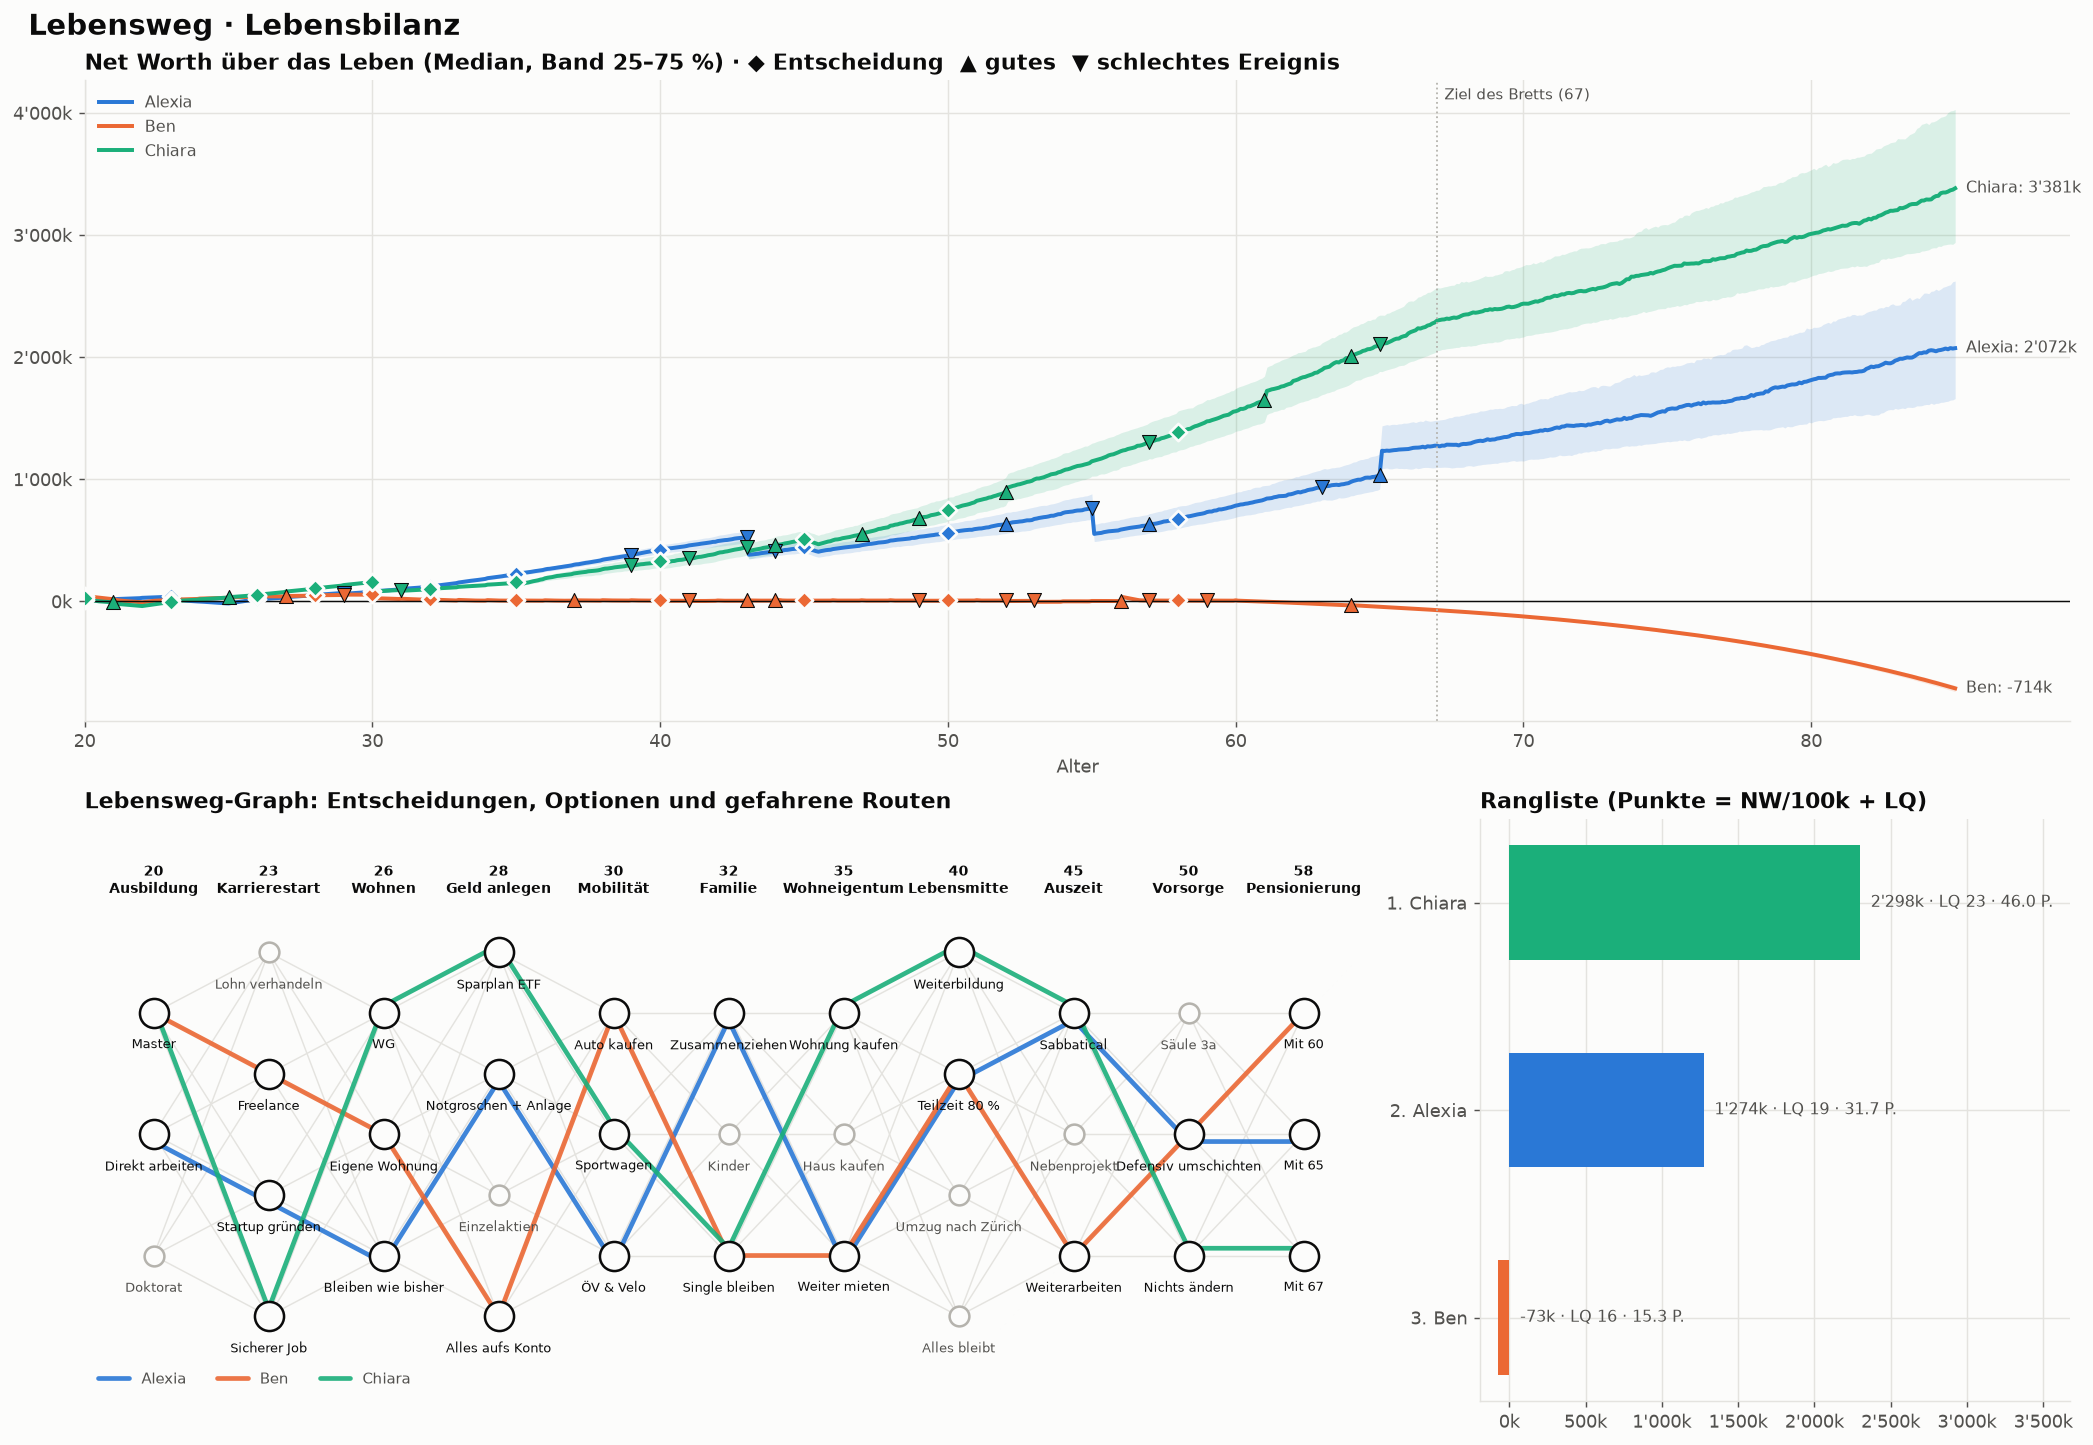 Lebensweg · Lebensbilanz
Net Worth über das Leben (Median, Band 25–75 %) · ◆ Entscheidung ▲ gutes ▼ schlechtes Ereignis
Alexia
Ben
Chiara
Ziel des Bretts (67)
4'000k
3'000k
2'000k
1'000k
0k
Chiara: 3'381k
Alexia: 2'072k
Ben: -714k
20 30 40 50 60 70 80
Alter
Lebensweg-Graph: Entscheidungen, Optionen und gefahrene Routen
20 23 26 28 30 32 35 40 45 50 58
Ausbildung Karrierestart Wohnen Geld anlegen Mobilität Familie Wohneigentum Lebensmitte Auszeit Vorsorge Pensionierung
Lohn verhandeln Sparplan ETF Weiterbildung
Master WG Auto kaufen Zusammenziehen Wohnung kaufen Sabbatical Säule 3a Mit 60
Freelance Notgroschen + Anlage Teilzeit 80 %
Direkt arbeiten Eigene Wohnung Sportwagen Kinder Haus kaufen Nebenprojekt Defensiv umschichten Mit 65
Startup gründen Einzelaktien Umzug nach Zürich
Doktorat Bleiben wie bisher ÖV & Velo Single bleiben Weiter mieten Weiterarbeiten Nichts ändern Mit 67
Sicherer Job Alles aufs Konto Alles bleibt
Alexia Ben Chiara
Rangliste (Punkte = NW/100k + LQ)
1. Chiara
2'298k · LQ 23 · 46.0 P.
2. Alexia
1'274k · LQ 19 · 31.7 P.
3. Ben
-73k · LQ 16 · 15.3 P.
0k 500k 1'000k 1'500k 2'000k 2'500k 3'000k 3'500k